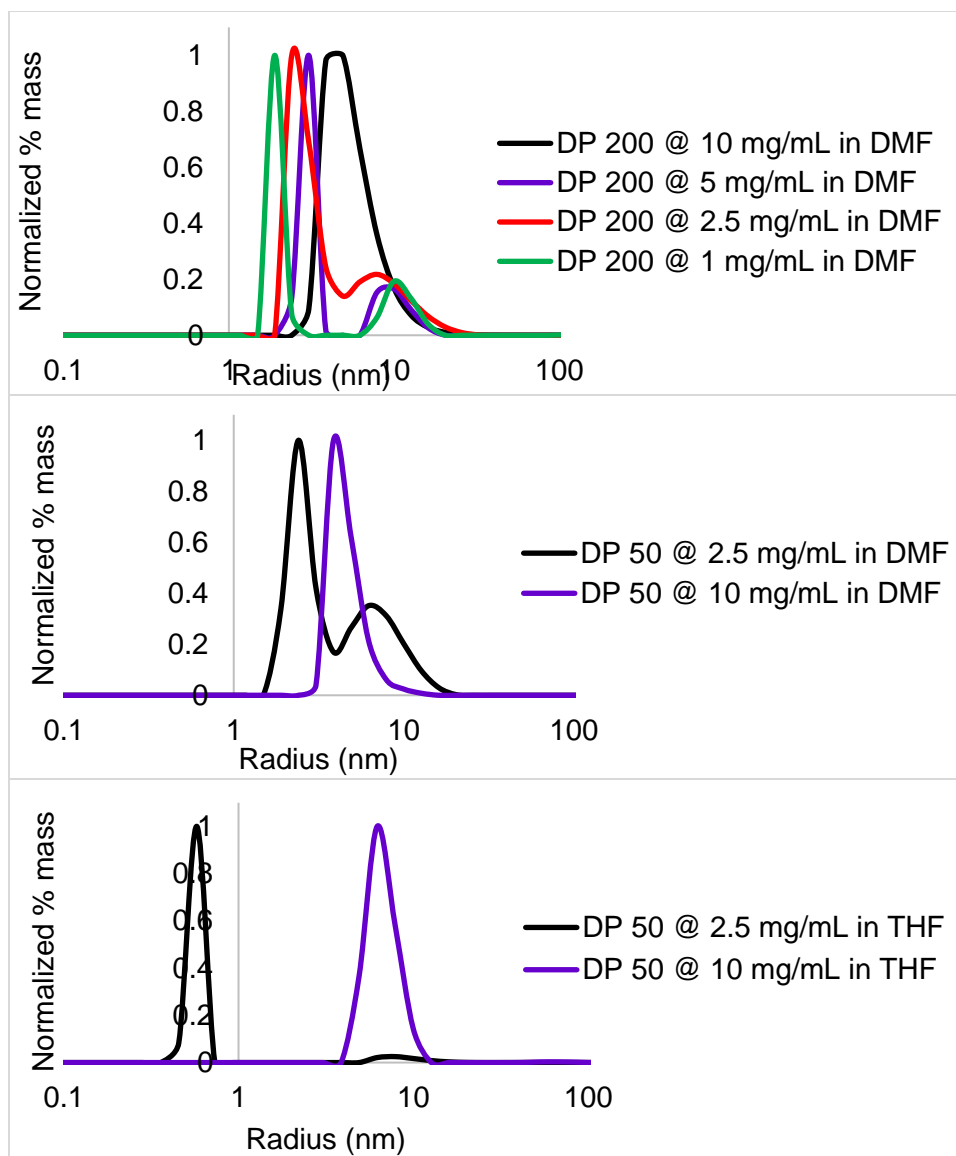 Normalized % mass
1
0.8
0.6
0.4
0.2
0
DP 200 @ 10 mg/mL in DMF
DP 200 @ 5 mg/mL in DMF
DP 200 @ 2.5 mg/mL in DMF
DP 200 @ 1 mg/mL in DMF
0.1 1 10 100
Radius (nm)
Normalized % mass
1
0.8
0.6
0.4
0.2
0
DP 50 @ 2.5 mg/mL in DMF
DP 50 @ 10 mg/mL in DMF
0.1 1 10 100
Radius (nm)
Normalized % mass
1
0.8
0.6
0.4
0.2
0
DP 50 @ 2.5 mg/mL in THF
DP 50 @ 10 mg/mL in THF
0.1 1 10 100
Radius (nm)